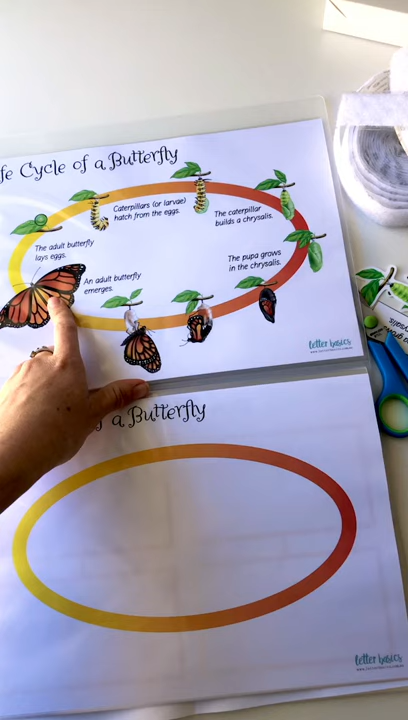 fe Cycle of a Butterfly
Caterpillars (or larvae)
hatch from the eggs.
The caterpillar
builds a chrysalis.
The adult butterfly
lays eggs.
The pupa grows
in the chrysalis.
An adult butterfly
emerges.
letter basics
of a Butterfly
letter basics